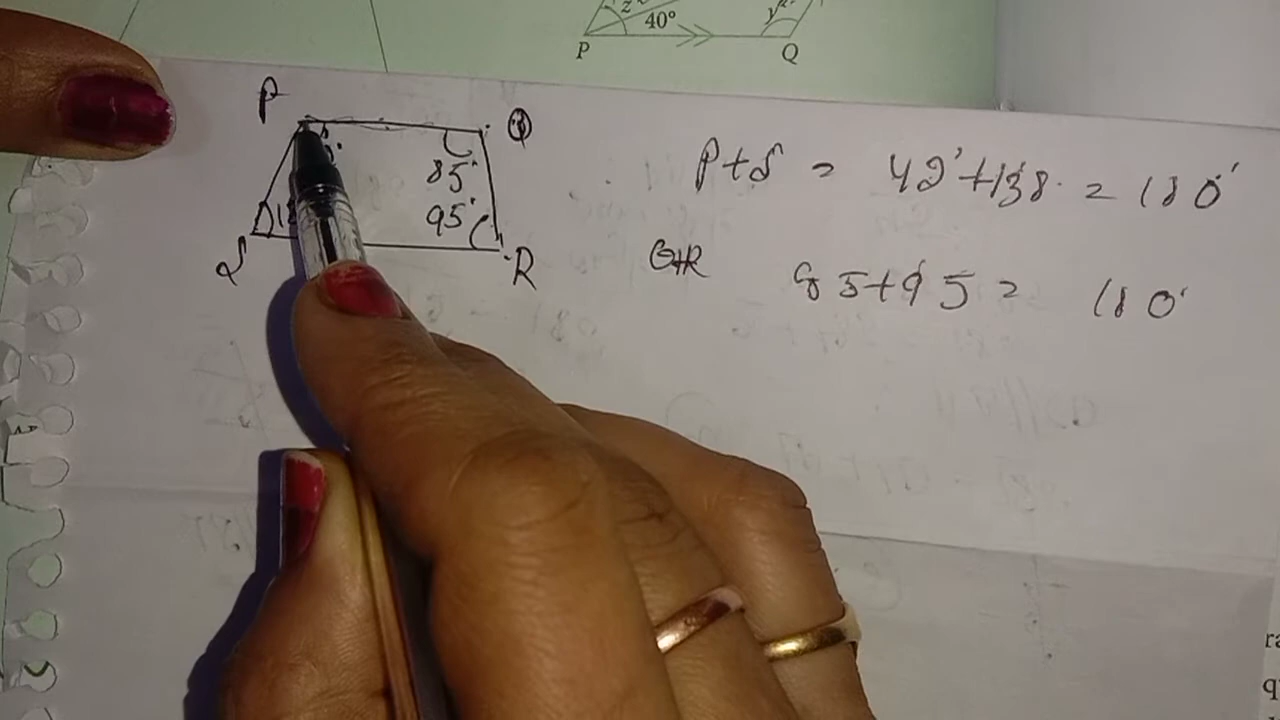 40°
P
Q
P
Q
85°
95°
S
R
P+S = 42°+138° = 180°
Q+R 85+95 = 180°